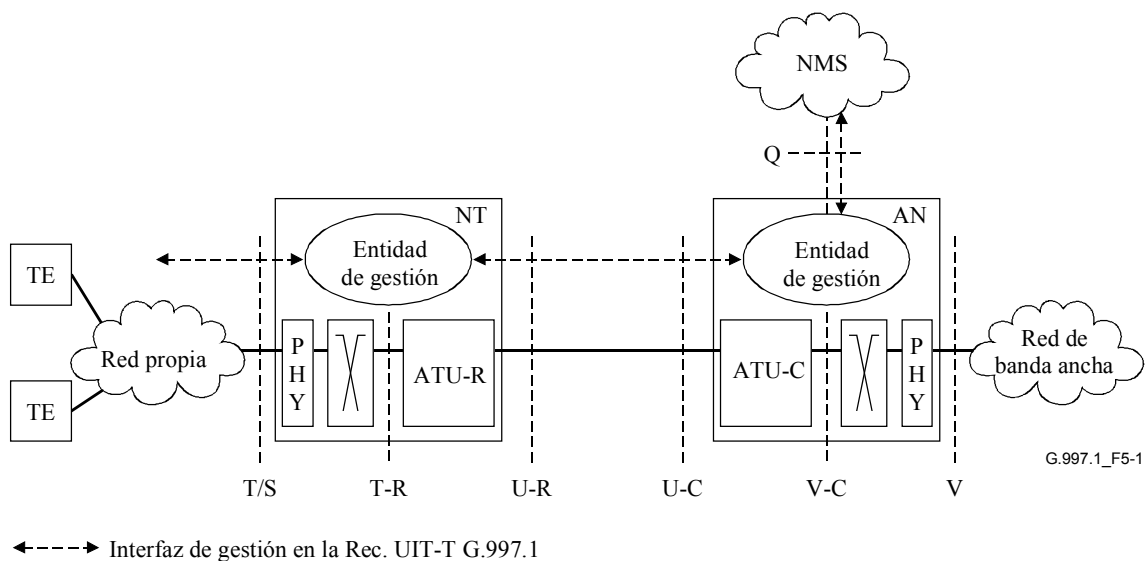 NMS
Q
NT
AN
Entidad
de gestión
Entidad
de gestión
TE
TE
Red propia
P
H
Y
ATU-R
ATU-C
P
H
Y
Red de
banda ancha
G.997.1_F5-1
T/S
T-R
U-R
U-C
V-C
V
Interfaz de gestión en la Rec. UIT-T G.997.1